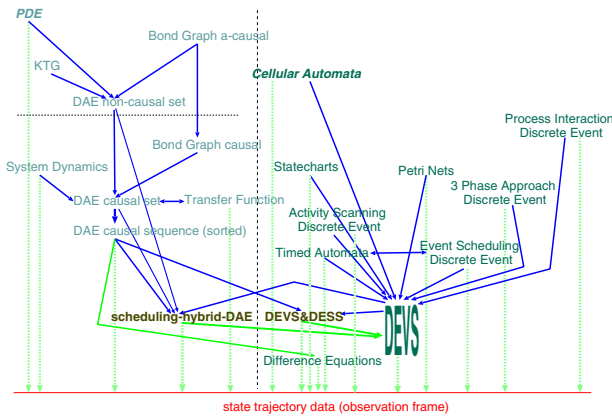 PDE
Bond Graph a-causal
KTG
Cellular Automata
DAE non-causal set
Process Interaction
Discrete Event
Bond Graph causal
System Dynamics
Statecharts
Petri Nets
3 Phase Approach
Discrete Event
DAE causal set
Transfer Function
Activity Scanning
Discrete Event
DAE causal sequence (sorted)
Timed Automata
Event Scheduling
Discrete Event
scheduling-hybrid-DAE
DEVS&DESS
DEVS
Difference Equations
state trajectory data (observation frame)